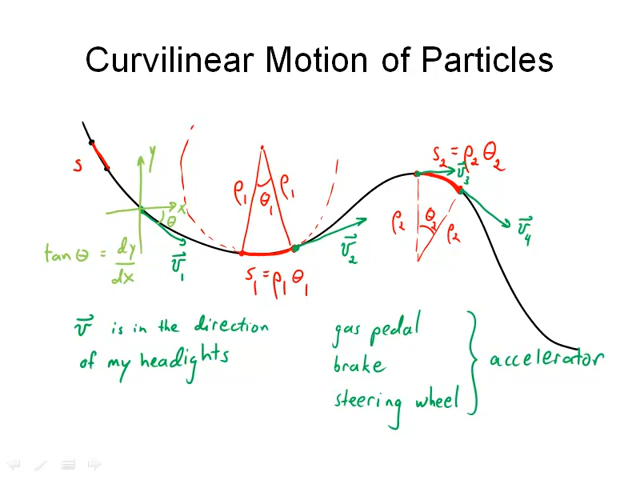 Curvilinear Motion of Particles
s
y
x
θ
tan θ = dy/dx
v⃗₁
ρ₁ θ₁ ρ₁
s₁ = ρ₁ θ₁
v⃗₂
s₂ = ρ₂ θ₂
v⃗₃
ρ₂ θ₂ ρ₂
v⃗₄
v⃗ is in the direction
of my headights
gas pedal
brake
steering wheel
accelerator